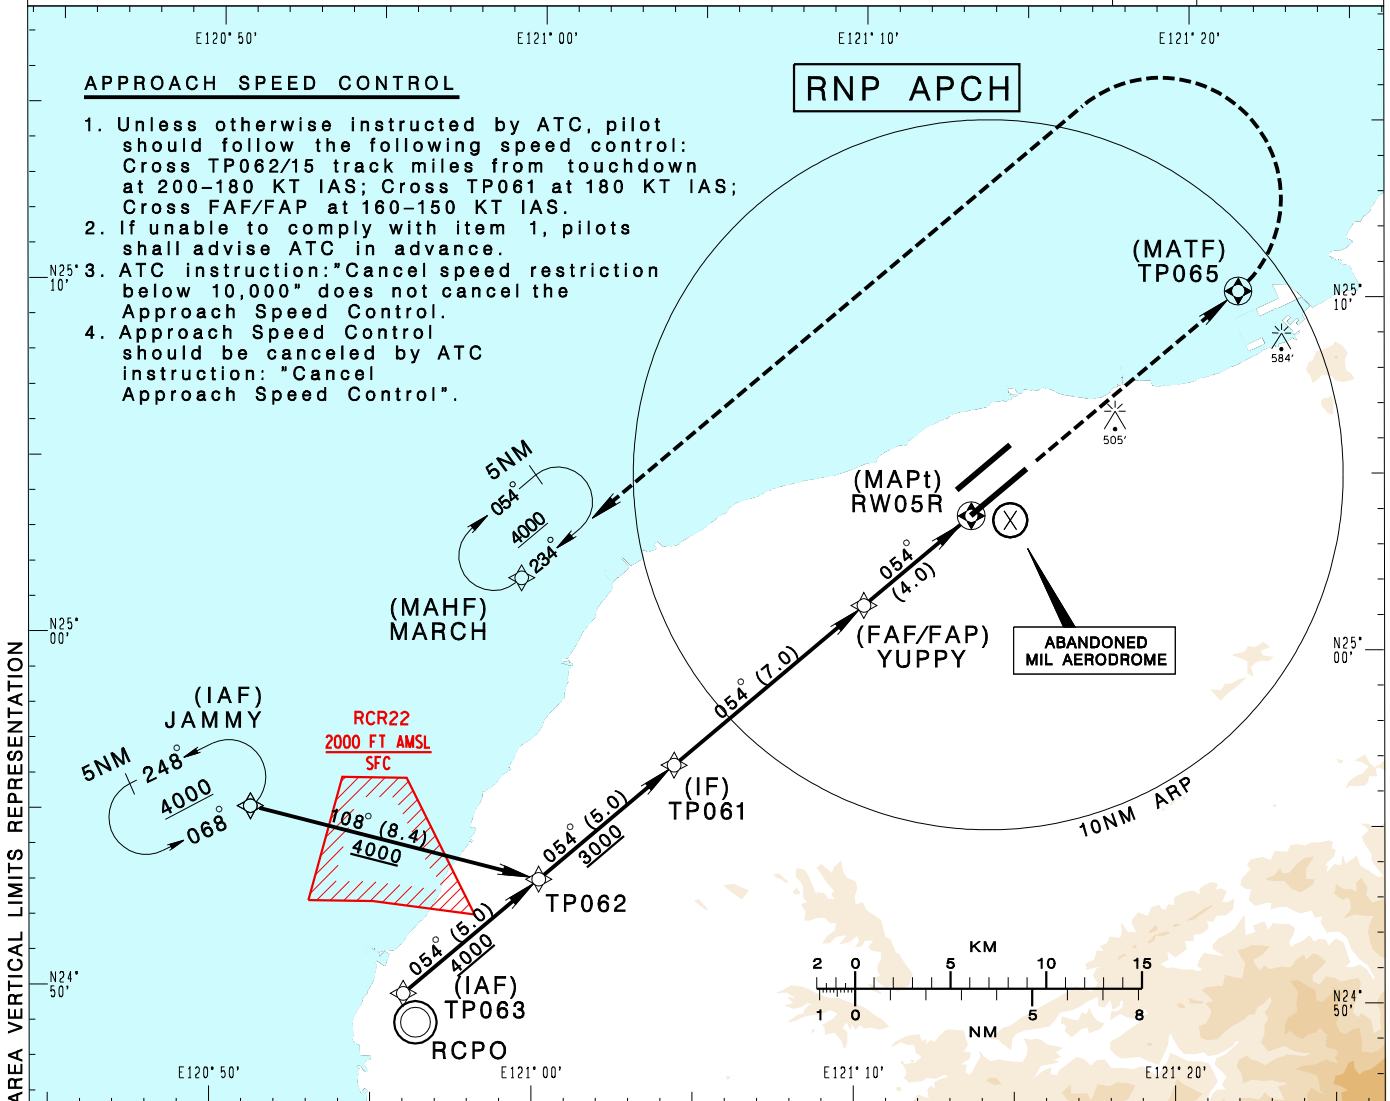 E120°50'
E121°00'
E121°10'
E121°20'
APPROACH SPEED CONTROL
RNP APCH
1. Unless otherwise instructed by ATC, pilot
should follow the following speed control:
Cross TP062/15 track miles from touchdown
at 200-180 KT IAS; Cross TP061 at 180 KT IAS;
Cross FAF/FAP at 160-150 KT IAS.
2. If unable to comply with item 1, pilots
shall advise ATC in advance.
3. ATC instruction:"Cancel speed restriction
below 10,000" does not cancel the
Approach Speed Control.
4. Approach Speed Control
should be canceled by ATC
instruction: "Cancel
Approach Speed Control".
N25°
10'
(MATF)
TP065
N25°
10'
584'
505'
5NM
054°
4000
234°
(MAHF)
MARCH
(MAPt)
RW05R
054°
(4.0)
(FAF/FAP)
YUPPY
ABANDONED
MIL AERODROME
N25°
00'
N25°
00'
054° (7.0)
(IAF)
JAMMY
5NM
248°
4000
068°
RCR22
2000 FT AMSL
SFC
108° (8.4)
4000
054° (5.0)
3000
(IF)
TP061
10NM ARP
TP062
054° (5.0)
4000
(IAF)
TP063
RCPO
N24°
50'
N24°
50'
KM
2 0 5 10 15
1 0 5 8
NM
E120°50'
E121°00'
E121°10'
E121°20'
AREA VERTICAL LIMITS REPRESENTATION